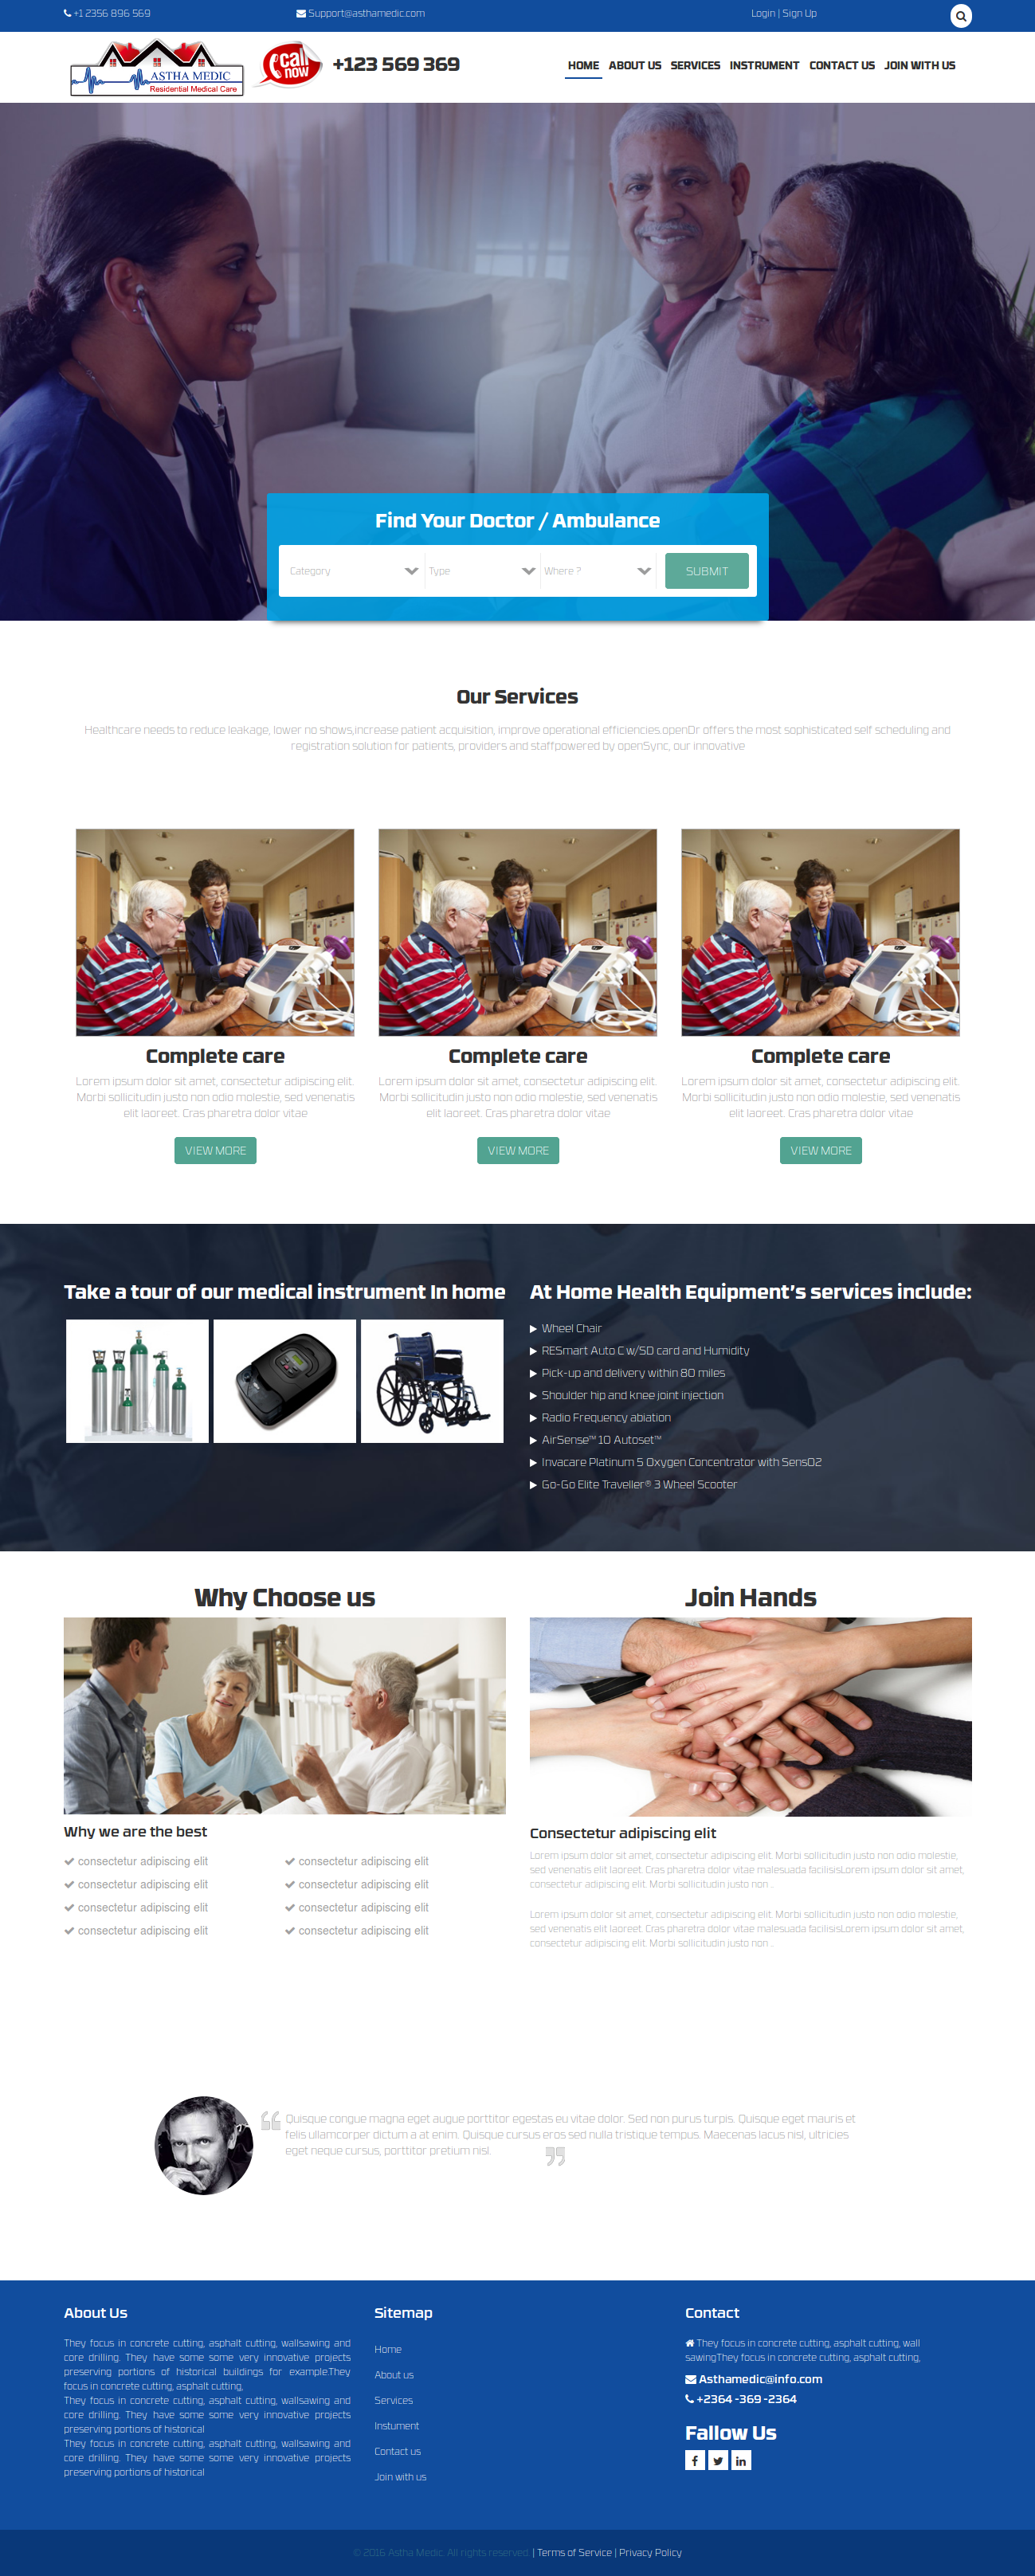 +1 2356 896 569
Support@asthamedic.com
Login | Sign Up
ASTHA MEDIC
Residential Medical Care
call now
+123 569 369
HOME ABOUT US SERVICES INSTRUMENT CONTACT US JOIN WITH US
Find Your Doctor / Ambulance
Category Type Where ? SUBMIT
Our Services
Healthcare needs to reduce leakage, lower no shows,increase patient acquisition, improve operational efficiencies.openDr offers the most sophisticated self scheduling and
registration solution for patients, providers and staffpowered by openSync, our innovative
Complete care
Lorem ipsum dolor sit amet, consectetur adipiscing elit.
Morbi sollicitudin justo non odio molestie, sed venenatis
elit laoreet. Cras pharetra dolor vitae
VIEW MORE
Complete care
Lorem ipsum dolor sit amet, consectetur adipiscing elit.
Morbi sollicitudin justo non odio molestie, sed venenatis
elit laoreet. Cras pharetra dolor vitae
VIEW MORE
Complete care
Lorem ipsum dolor sit amet, consectetur adipiscing elit.
Morbi sollicitudin justo non odio molestie, sed venenatis
elit laoreet. Cras pharetra dolor vitae
VIEW MORE
Take a tour of our medical instrument In home
At Home Health Equipment's services include:
Wheel Chair
RESmart Auto C w/SD card and Humidity
Pick-up and delivery within 80 miles
Shoulder hip and knee joint injection
Radio Frequency abiation
AirSense™ 10 Autoset™
Invacare Platinum 5 Oxygen Concentrator with SensO2
Go-Go Elite Traveller® 3 Wheel Scooter
Why Choose us
Why we are the best
consectetur adipiscing elit
consectetur adipiscing elit
consectetur adipiscing elit
consectetur adipiscing elit
consectetur adipiscing elit
consectetur adipiscing elit
consectetur adipiscing elit
consectetur adipiscing elit
Join Hands
Consectetur adipiscing elit
Lorem ipsum dolor sit amet, consectetur adipiscing elit. Morbi sollicitudin justo non odio molestie,
sed venenatis elit laoreet. Cras pharetra dolor vitae malesuada facilisisLorem ipsum dolor sit amet,
consectetur adipiscing elit. Morbi sollicitudin justo non ...
Lorem ipsum dolor sit amet, consectetur adipiscing elit. Morbi sollicitudin justo non odio molestie,
sed venenatis elit laoreet. Cras pharetra dolor vitae malesuada facilisisLorem ipsum dolor sit amet,
consectetur adipiscing elit. Morbi sollicitudin justo non ...
Quisque congue magna eget augue porttitor egestas eu vitae dolor. Sed non purus turpis. Quisque eget mauris et
felis ullamcorper dictum a at enim. Quisque cursus eros sed nulla tristique tempus. Maecenas lacus nisl, ultricies
eget neque cursus, porttitor pretium nisl.
About Us
They focus in concrete cutting, asphalt cutting, wallsawing and
core drilling. They have some some very innovative projects
preserving portions of historical buildings for example.They
focus in concrete cutting, asphalt cutting,
They focus in concrete cutting, asphalt cutting, wallsawing and
core drilling. They have some some very innovative projects
preserving portions of historical
They focus in concrete cutting, asphalt cutting, wallsawing and
core drilling. They have some some very innovative projects
preserving portions of historical
Sitemap
Home
About us
Services
Instument
Contact us
Join with us
Contact
They focus in concrete cutting, asphalt cutting, wall
sawingThey focus in concrete cutting, asphalt cutting,
Asthamedic@info.com
+2364 -369 -2364
Fallow Us
© 2016 Astha Medic. All rights reserved. | Terms of Service | Privacy Policy